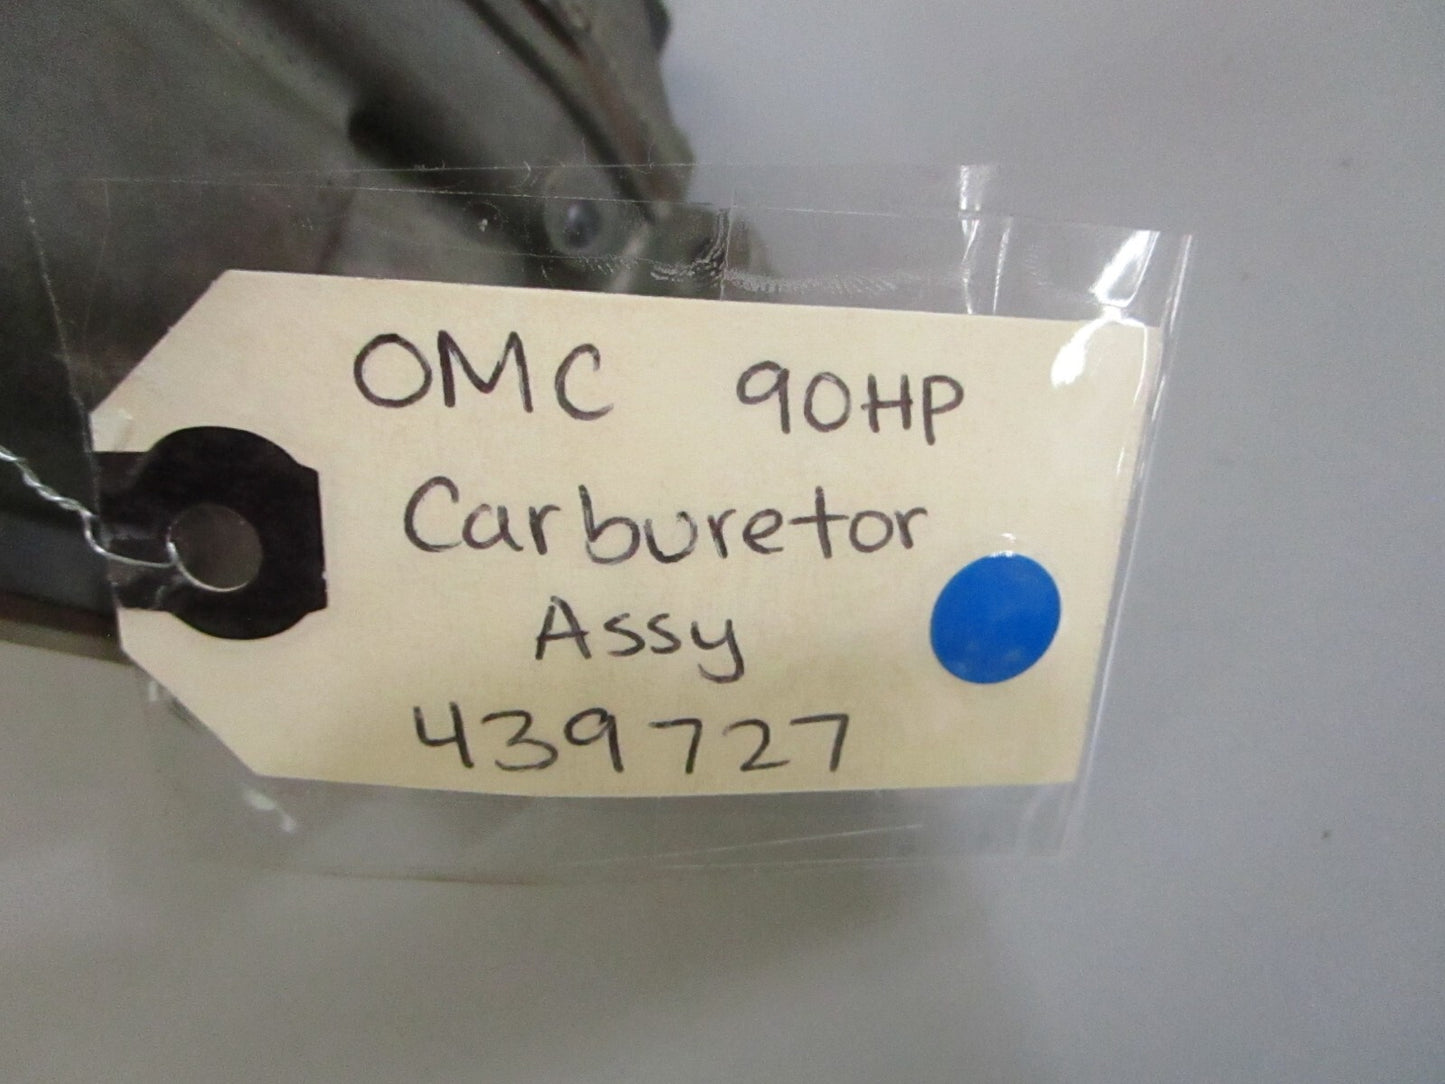 OMC 90HP
Carburetor
Assy
439727